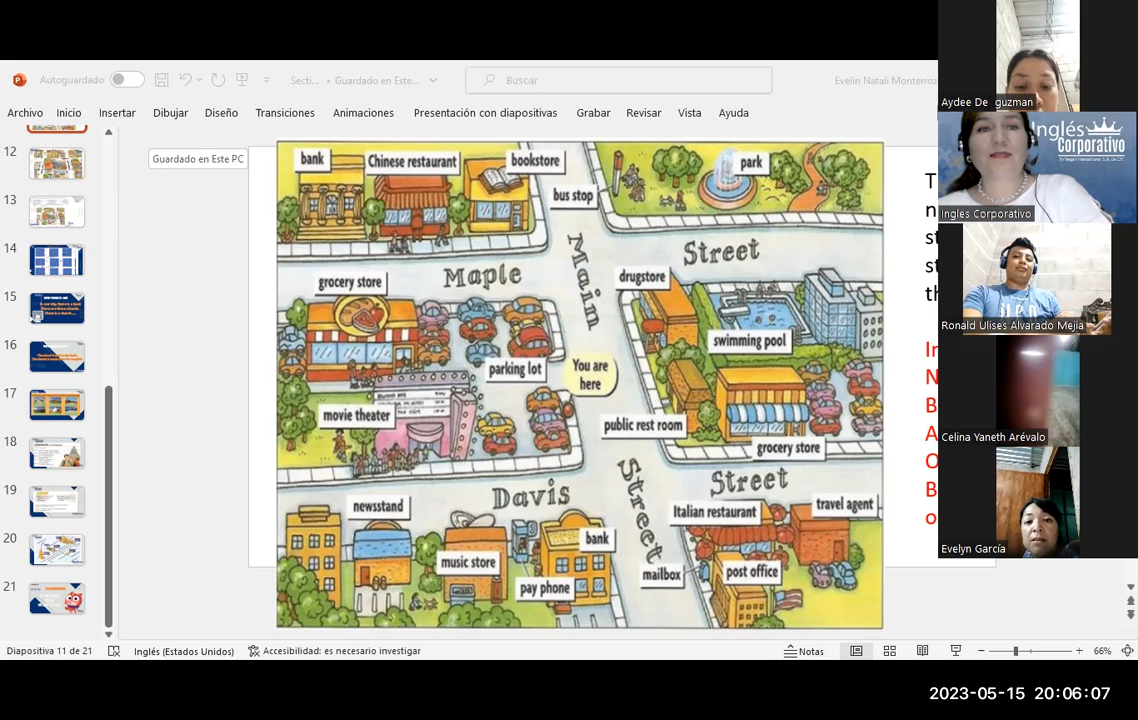 Autoguardado
Secti... • Guardado en Este...
Buscar
Evelin Natali Monterroz
Archivo Inicio Insertar Dibujar Diseño Transiciones Animaciones Presentación con diapositivas Grabar Revisar Vista Ayuda
Guardado en Este PC
12
13
14
15
16
17
18
19
20
21
bank
Chinese restaurant
bookstore
bus stop
park
Maple Street
Main Street
grocery store
drugstore
swimming pool
parking lot
You are
here
movie theater
public rest room
grocery store
Davis Street
newsstand
Italian restaurant
travel agent
music store
bank
pay phone
mailbox
post office
Aydee De guzman
Inglés
Corporativo
Ingles Corporativo
Ronald Ulises Alvarado Mejia
Celina Yaneth Arévalo
Evelyn García
Diapositiva 11 de 21
Inglés (Estados Unidos)
Accesibilidad: es necesario investigar
Notas
66%
2023-05-15 20:06:07